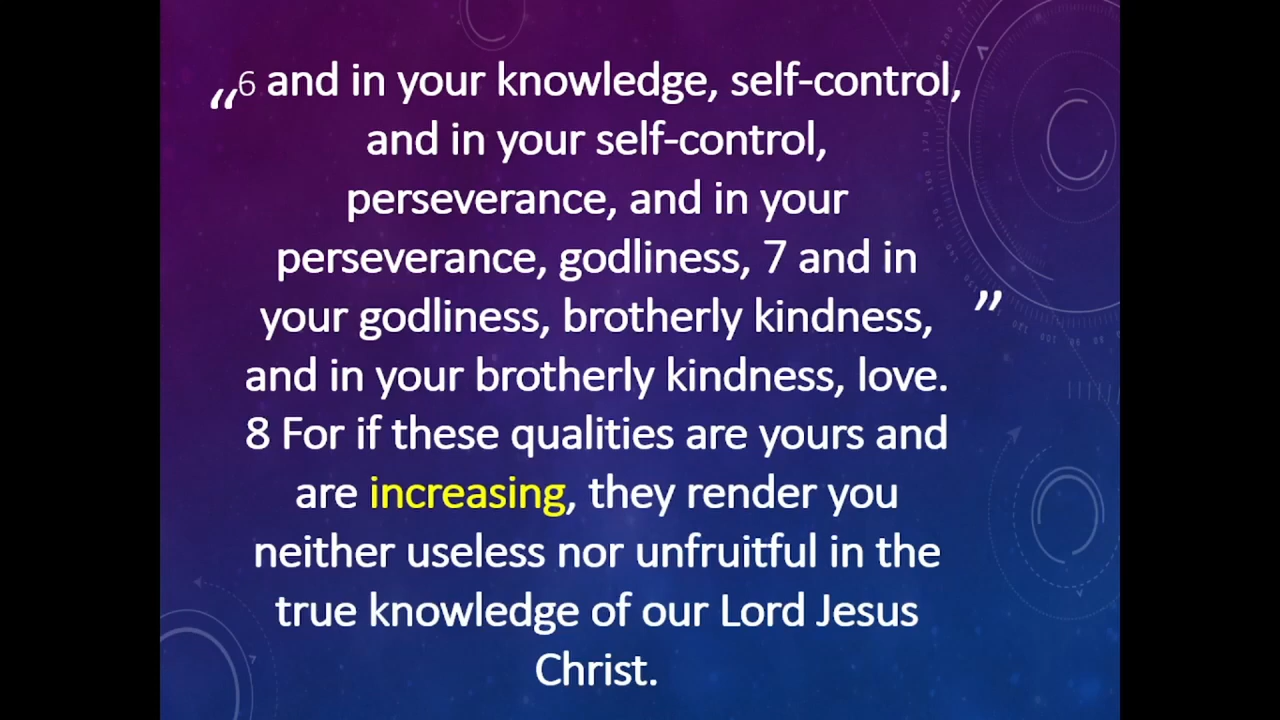 “6 and in your knowledge, self-control,
and in your self-control,
perseverance, and in your
perseverance, godliness, 7 and in
your godliness, brotherly kindness, ”
and in your brotherly kindness, love.
8 For if these qualities are yours and
are increasing, they render you
neither useless nor unfruitful in the
true knowledge of our Lord Jesus
Christ.